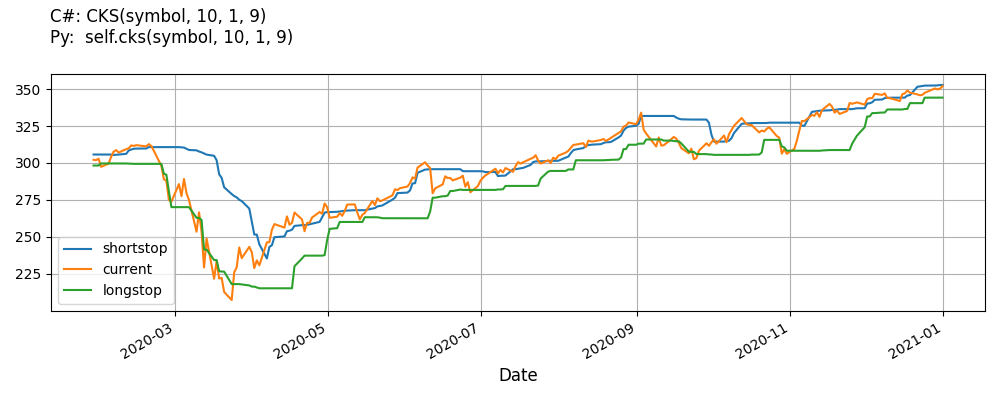 C#: CKS(symbol, 10, 1, 9)
Py:  self.cks(symbol, 10, 1, 9)
350
325
300
275
250
225
shortstop
current
longstop
2020-03
2020-05
2020-07
2020-09
2020-11
2021-01
Date